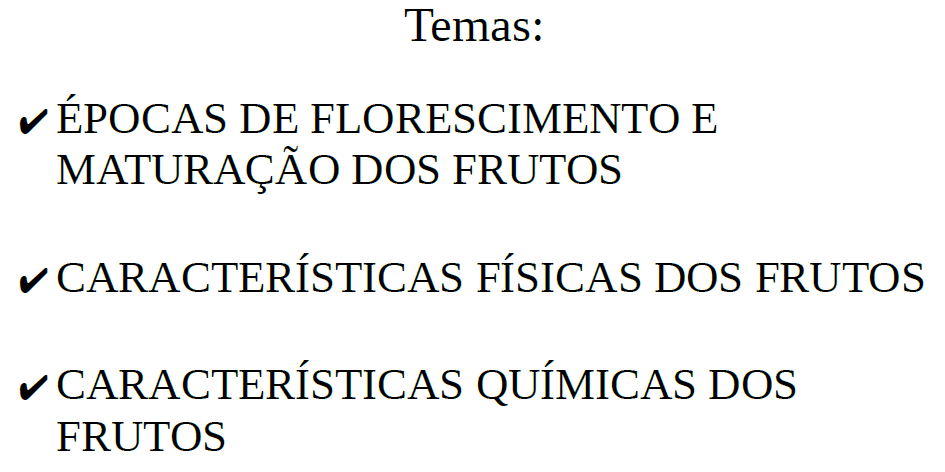 Temas:
✔ ÉPOCAS DE FLORESCIMENTO E
MATURAÇÃO DOS FRUTOS
✔ CARACTERÍSTICAS FÍSICAS DOS FRUTOS
✔ CARACTERÍSTICAS QUÍMICAS DOS
FRUTOS